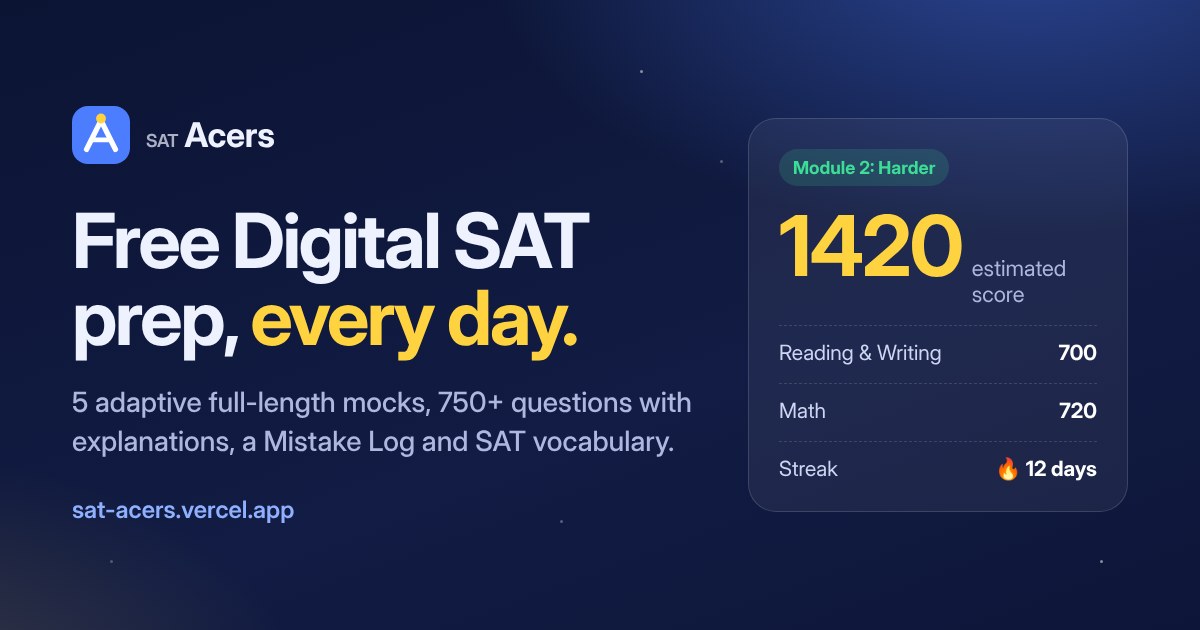 SAT Acers
Free Digital SAT
prep, every day.
5 adaptive full-length mocks, 750+ questions with
explanations, a Mistake Log and SAT vocabulary.
sat-acers.vercel.app
Module 2: Harder
1420 estimated
score
Reading & Writing 700
Math 720
Streak 🔥 12 days